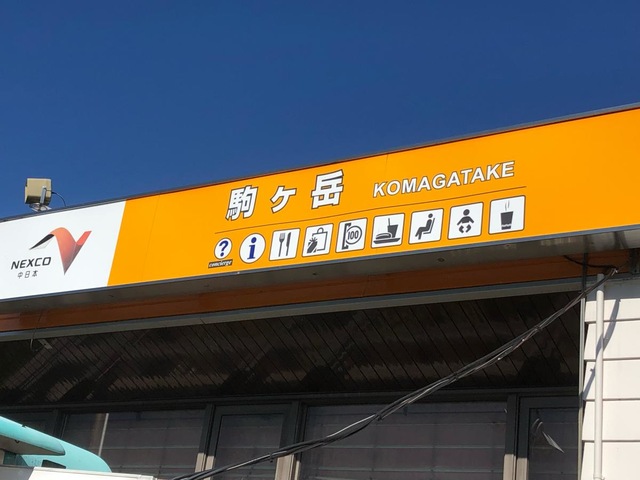 駒ヶ岳 KOMAGATAKE
? i 100
concierge
NEXCO
中日本